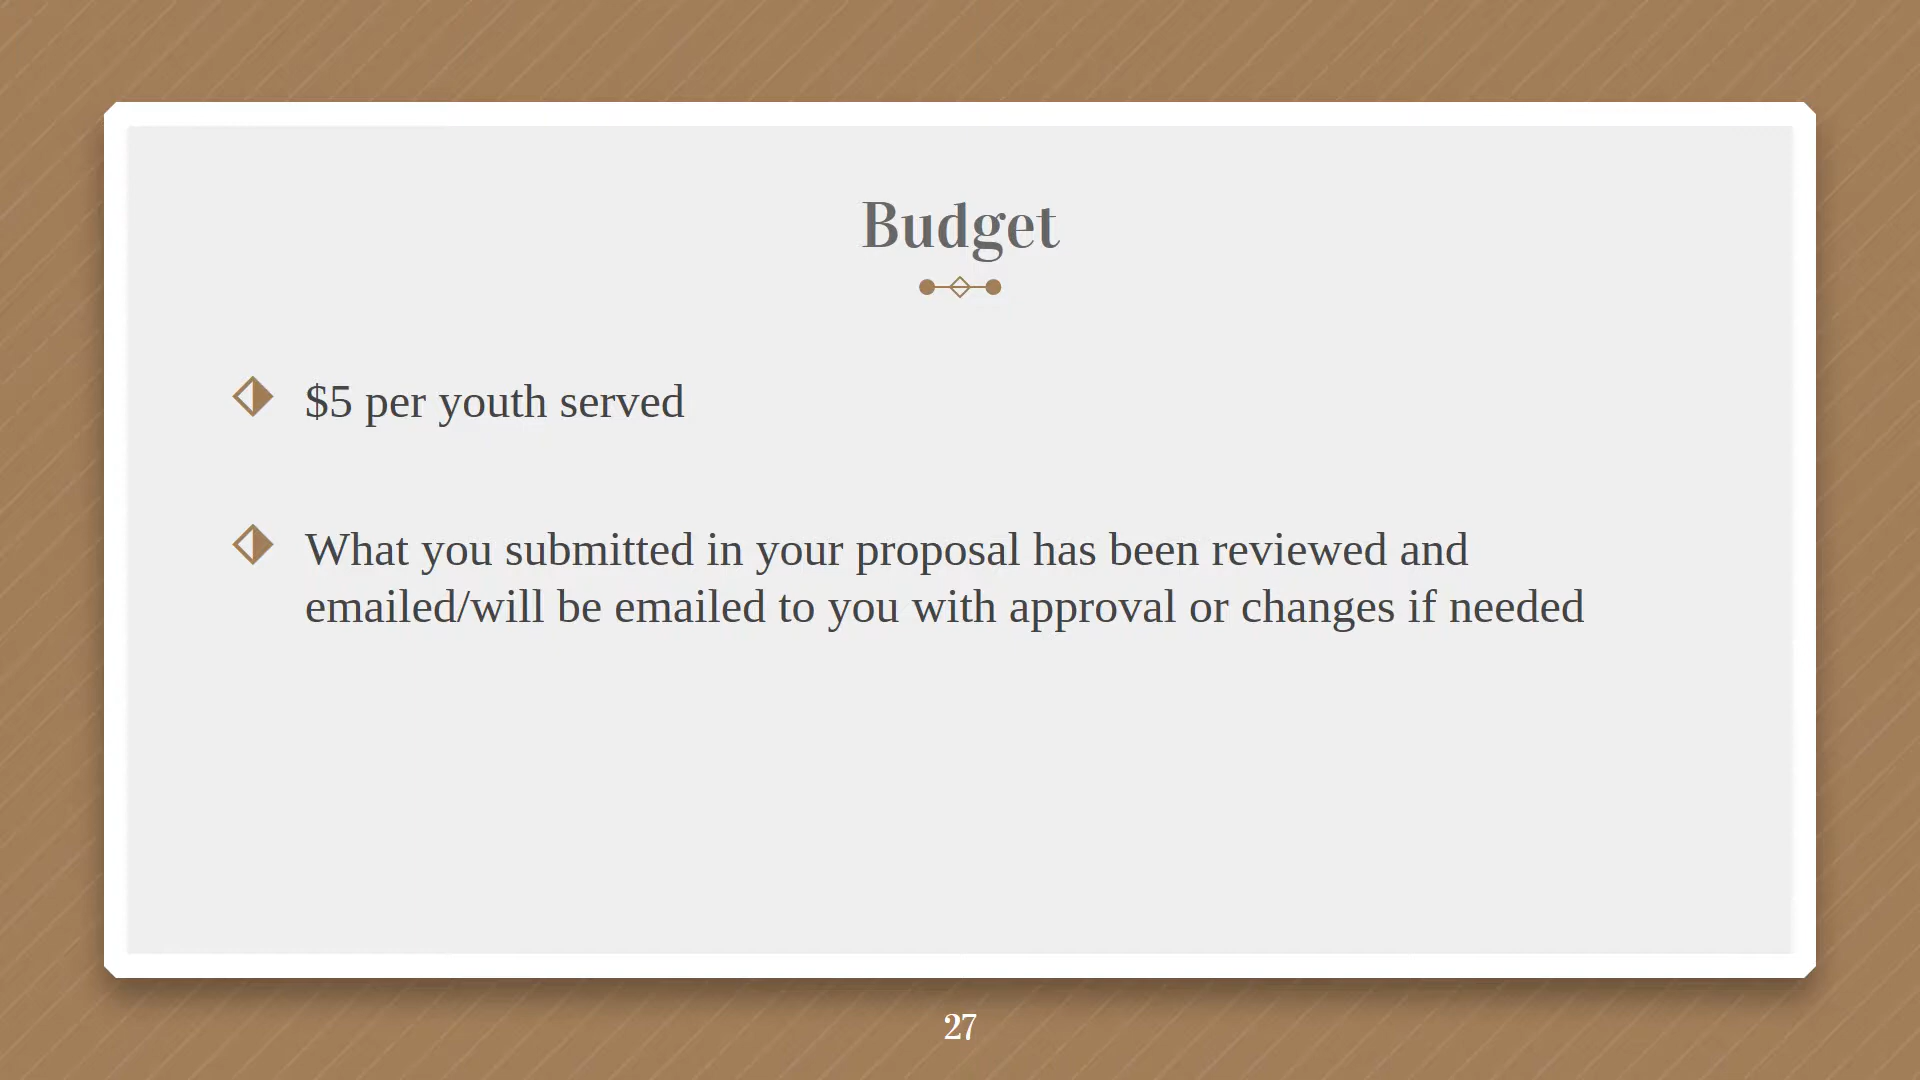 Budget
$5 per youth served
What you submitted in your proposal has been reviewed and
emailed/will be emailed to you with approval or changes if needed
27